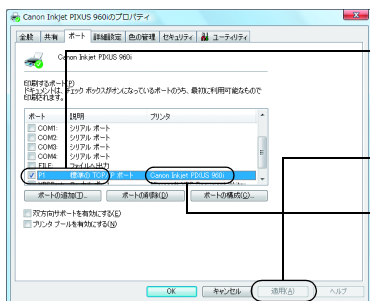 Canon Inkjet PIXUS 960iのプロパティ
全般 共有 ポート 詳細設定 色の管理 セキュリティ ユーティリティ
Canon Inkjet PIXUS 960i
印刷するポート(P)
ドキュメントは、チェック ボックスがオンになっているポートのうち、最初に利用可能なもので
印刷されます。
ポート 説明 プリンタ
COM1: シリアル ポート
COM2: シリアル ポート
COM3: シリアル ポート
COM4: シリアル ポート
FILE: ファイルへ出力
P1 標準の TCP/IP ポート Canon Inkjet PIXUS 960i
ポートの追加(T)... ポートの削除(D) ポートの構成(C)...
双方向サポートを有効にする(E)
プリンタ プールを有効にする(N)
OK キャンセル 適用(A) ヘルプ